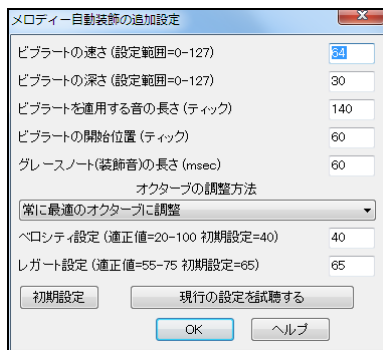 メロディー自動装飾の追加設定
ビブラートの速さ(設定範囲=0-127) 64
ビブラートの深さ(設定範囲=0-127) 30
ビブラートを適用する音の長さ(ティック) 140
ビブラートの開始位置(ティック) 60
グレースノート(装飾音)の長さ(msec) 60
オクターブの調整方法
常に最適のオクターブに調整
ベロシティ設定(適正値=20-100 初期設定=40) 40
レガート設定(適正値=55-75 初期設定=65) 65
初期設定 現行の設定を試聴する
OK ヘルプ